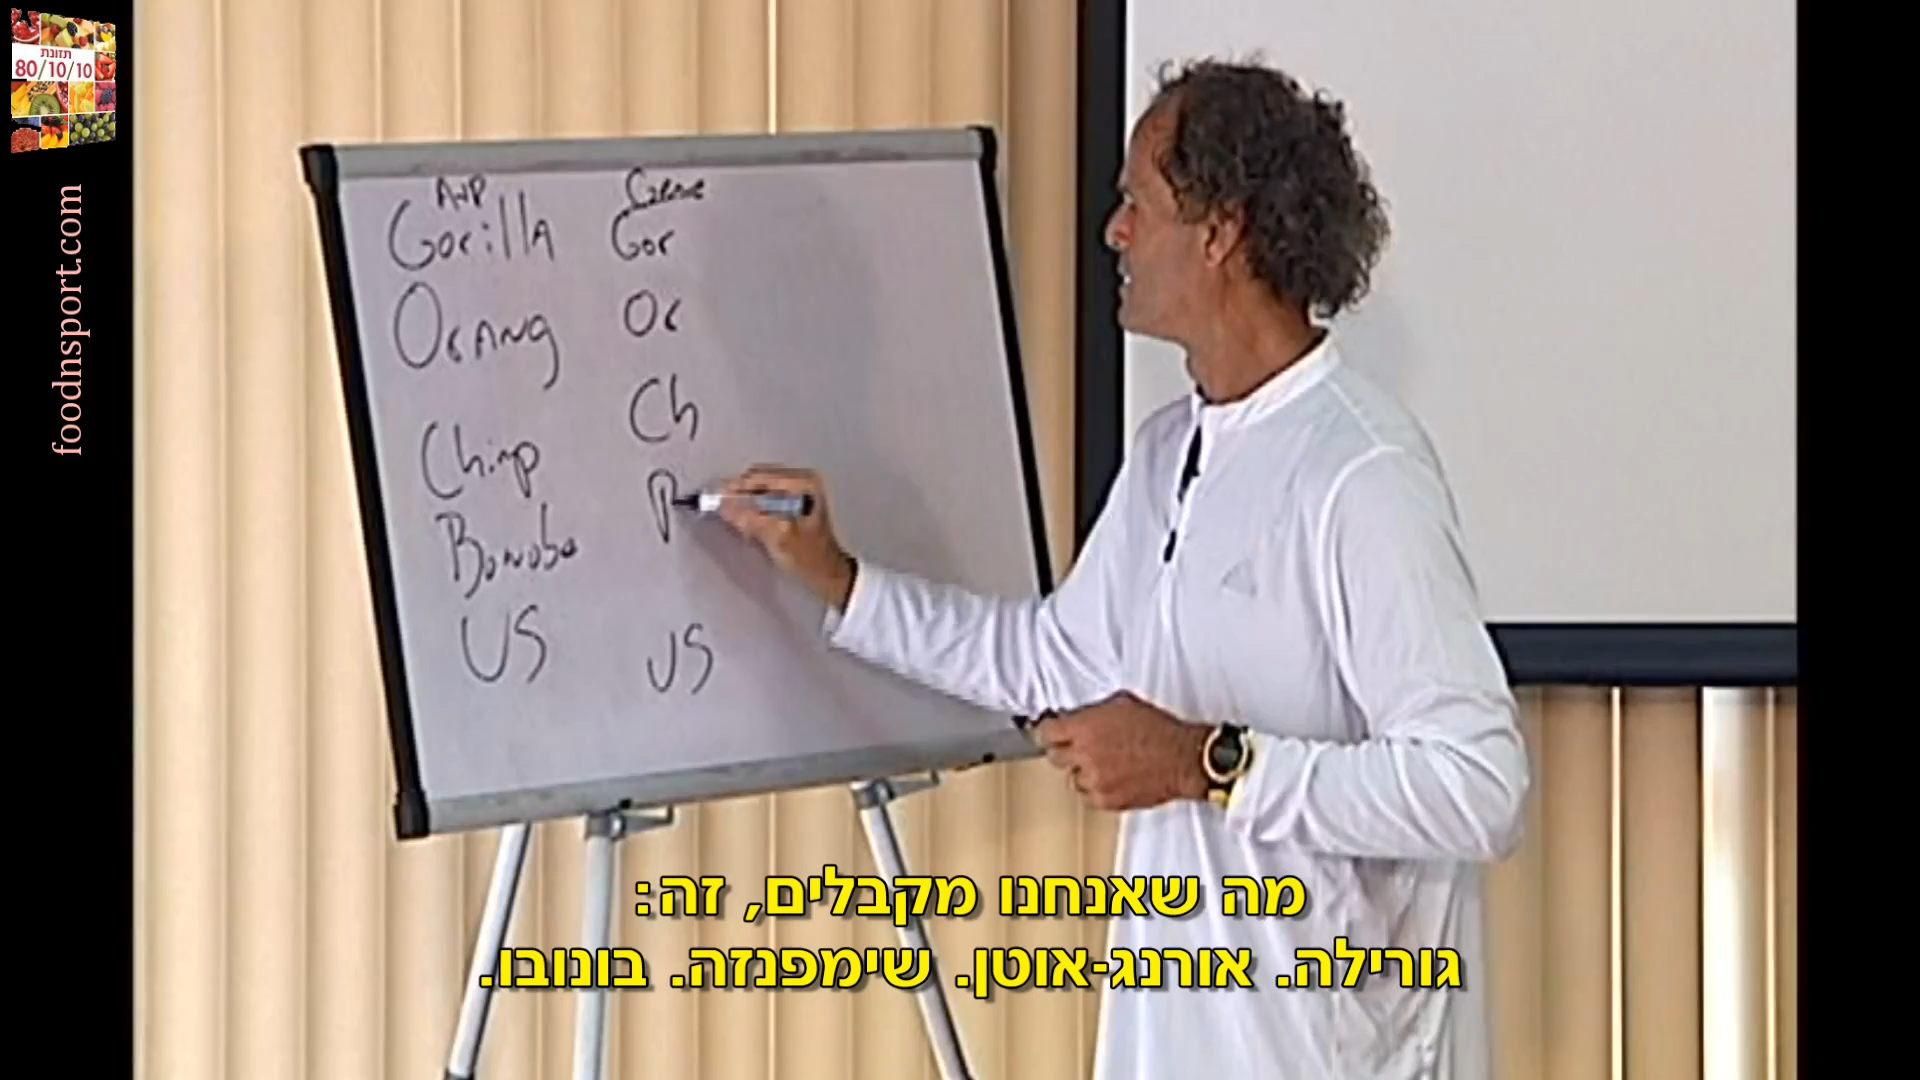 תזונת
80/10/10
foodnsport.com
AnP
Gorilla Gor
Orang Or
Chimp Ch
Bonobo
US US
מה שאנחנו מקבלים, זה:
גורילה. אורנג-אוטן. שימפנזה. בונובו.